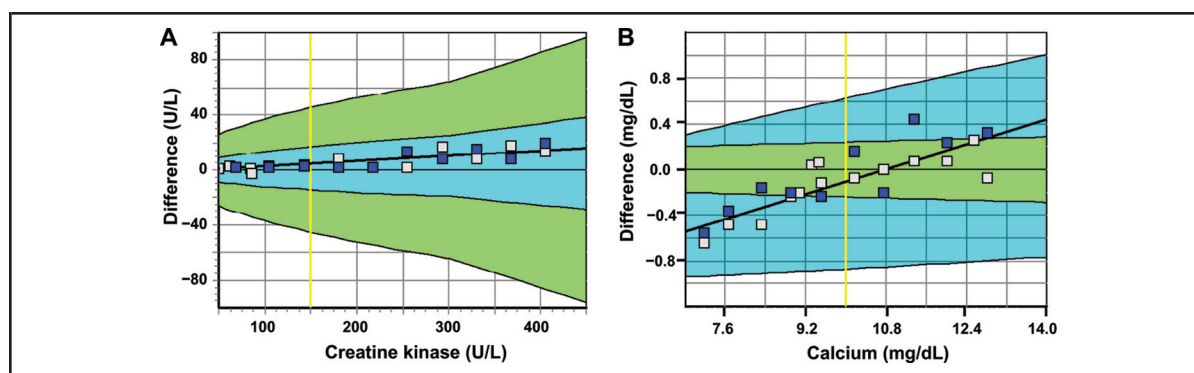 A
80
40
0
−40
−80
Difference (U/L)
100 200 300 400
Creatine kinase (U/L)
B
0.8
0.4
0.0
−0.4
−0.8
Difference (mg/dL)
7.6 9.2 10.8 12.4 14.0
Calcium (mg/dL)